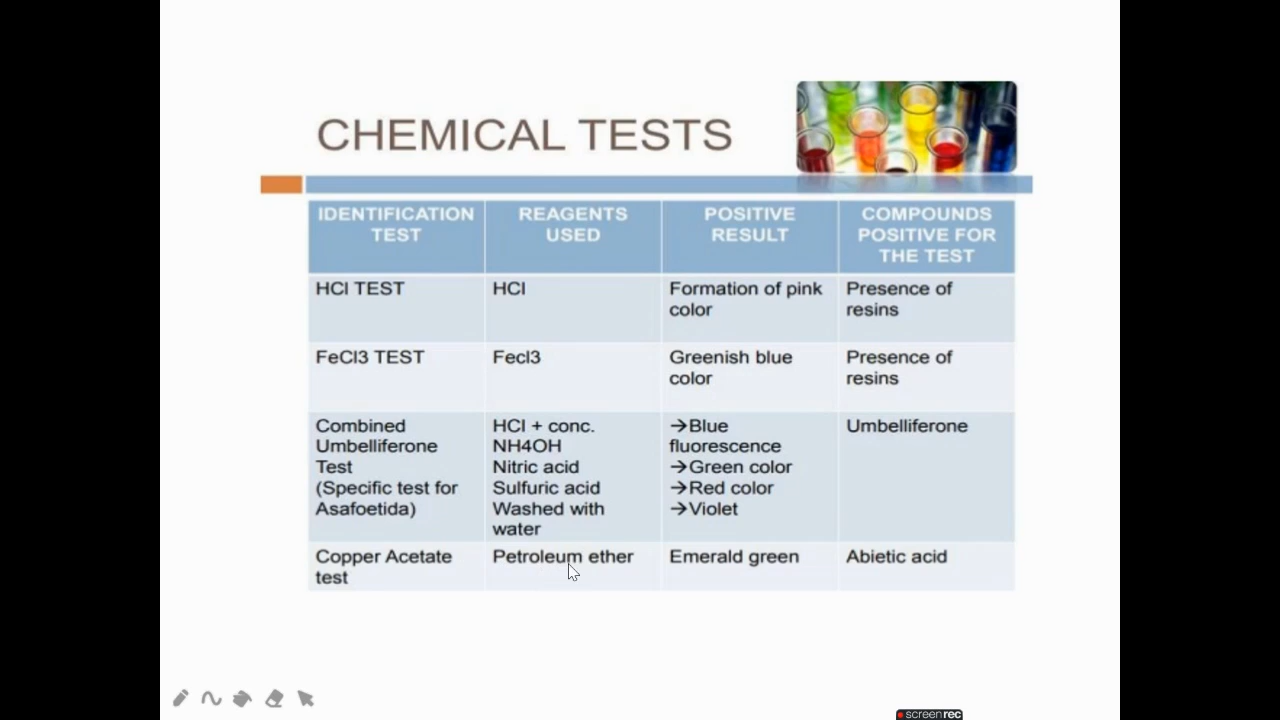 CHEMICAL TESTS
IDENTIFICATION
TEST
REAGENTS
USED
POSITIVE
RESULT
COMPOUNDS
POSITIVE FOR
THE TEST
HCl TEST
HCl
Formation of pink
color
Presence of
resins
FeCl3 TEST
Fecl3
Greenish blue
color
Presence of
resins
Combined
Umbelliferone
Test
(Specific test for
Asafoetida)
HCl + conc.
NH4OH
Nitric acid
Sulfuric acid
Washed with
water
→Blue
fluorescence
→Green color
→Red color
→Violet
Umbelliferone
Copper Acetate
test
Petroleum ether
Emerald green
Abietic acid
screenrec